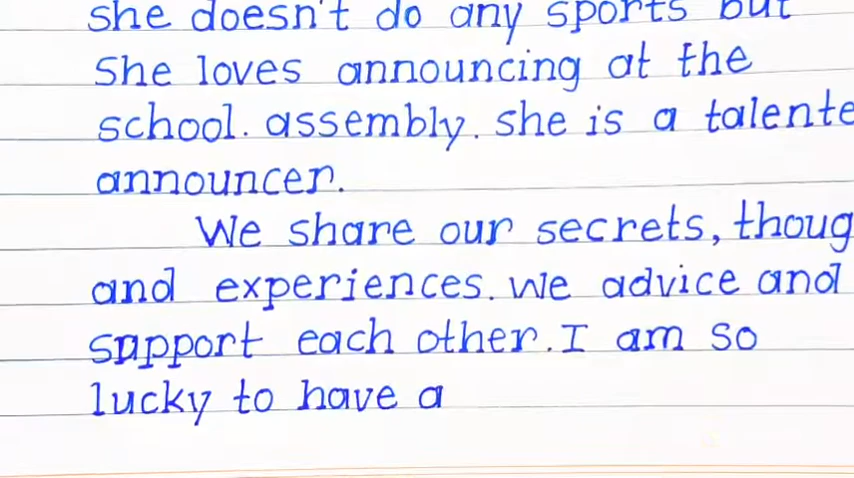 she doesn't do any sports but
She loves announcing at the
school. assembly. she is a talente
announcer.
We share our secrets, thoug
and experiences. We advice and
support each other. I am so
lucky to have a